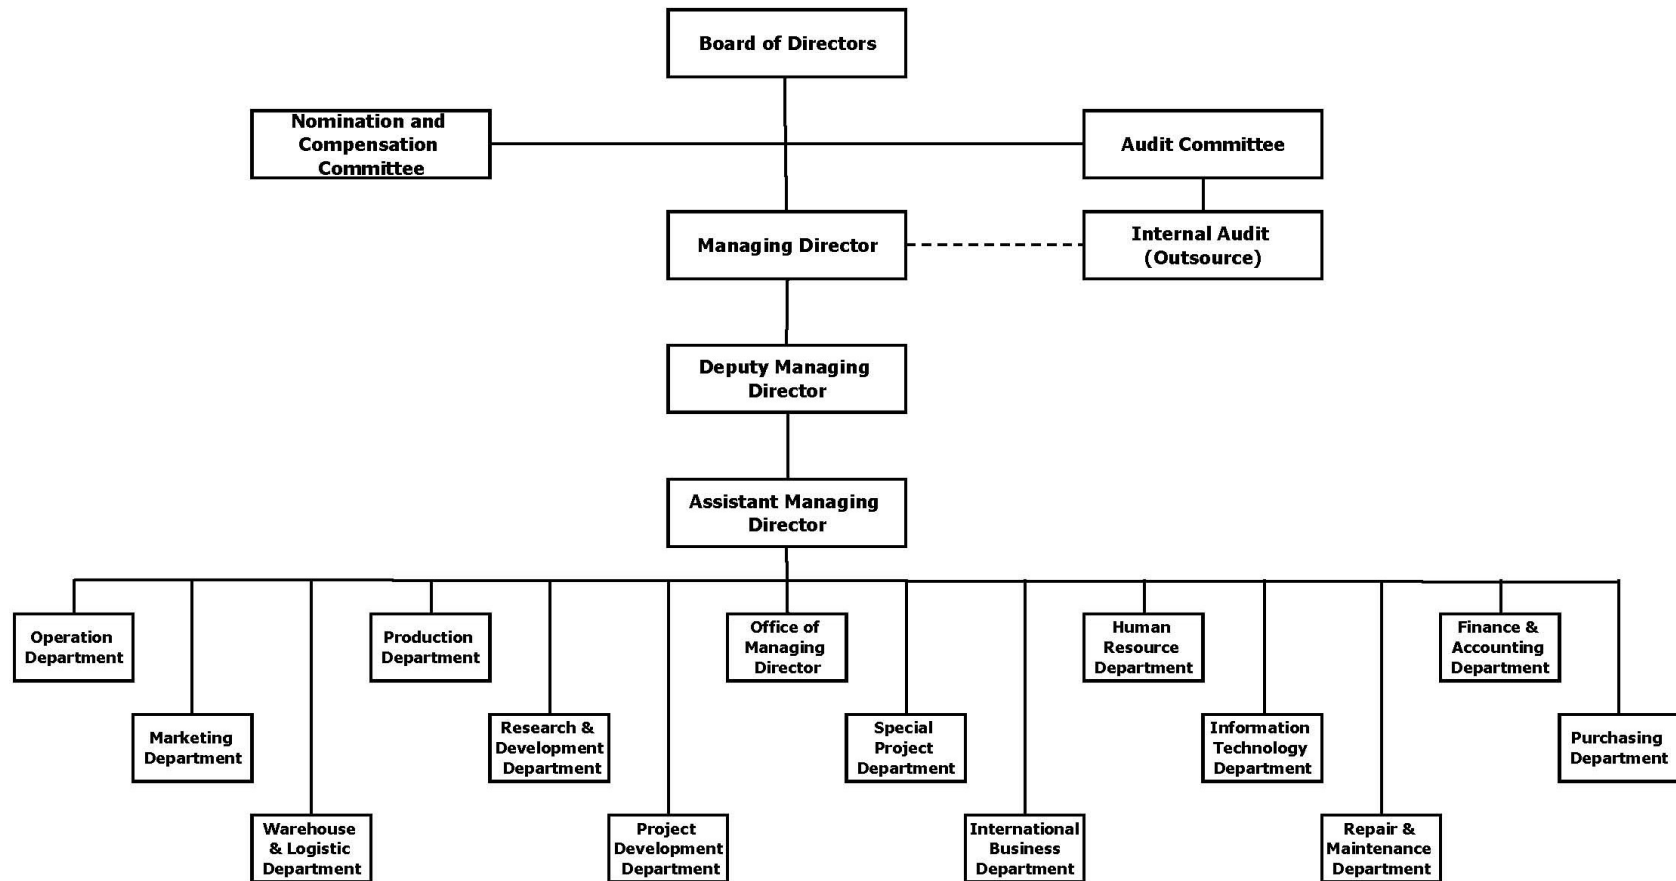 Board of Directors
Nomination and
Compensation
Committee
Audit Committee
Managing Director
Internal Audit
(Outsource)
Deputy Managing
Director
Assistant Managing
Director
Operation
Department
Production
Department
Office of
Managing
Director
Human
Resource
Department
Finance &
Accounting
Department
Marketing
Department
Research &
Development
Department
Special
Project
Department
Information
Technology
Department
Purchasing
Department
Warehouse
& Logistic
Department
Project
Development
Department
International
Business
Department
Repair &
Maintenance
Department